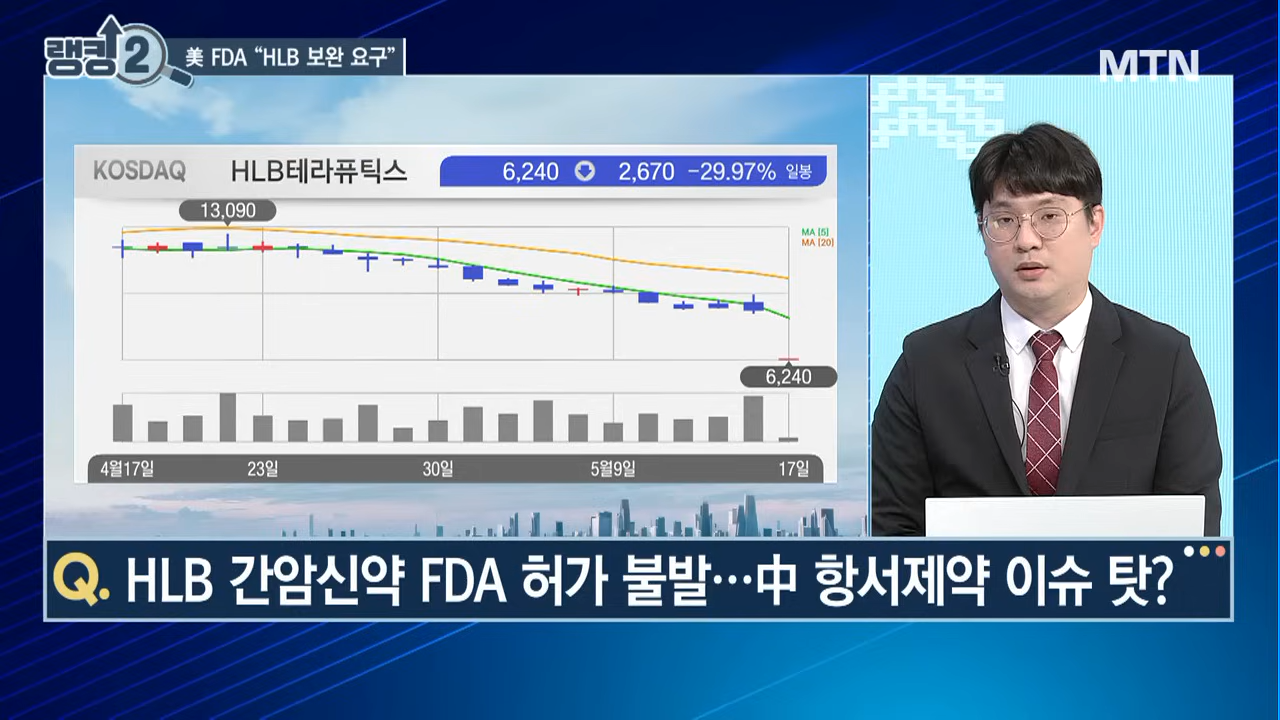 랭킹2
美 FDA “HLB 보완 요구”
MTN
KOSDAQ HLB테라퓨틱스 6,240 2,670 -29.97% 일봉
13,090
MA [5]
MA [20]
6,240
4월17일 23일 30일 5월9일 17일
Q. HLB 간암신약 FDA 허가 불발…中 항서제약 이슈 탓?